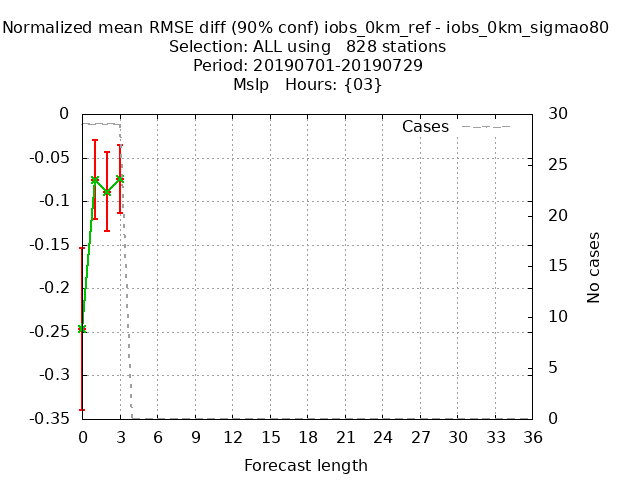 Normalized mean RMSE diff (90% conf) iobs_0km_ref - iobs_0km_sigmao80
Selection: ALL using   828 stations
Period: 20190701-20190729
Mslp   Hours: {03}
Cases
0
-0.05
-0.1
-0.15
-0.2
-0.25
-0.3
-0.35
30
25
20
15
10
5
0
No cases
0 3 6 9 12 15 18 21 24 27 30 33 36
Forecast length